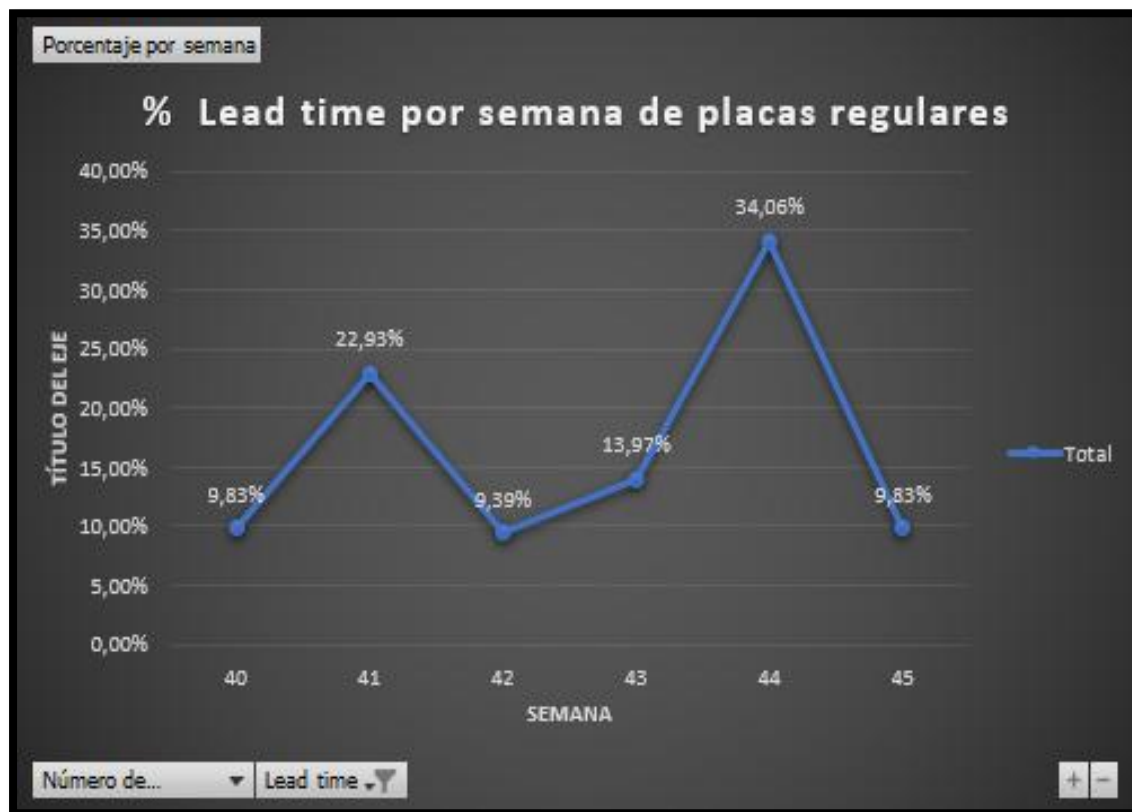 Porcentaje por semana
% Lead time por semana de placas regulares
40,00%
35,00%
30,00%
25,00%
20,00%
15,00%
10,00%
5,00%
0,00%
TÍTULO DEL EJE
9,83%
22,93%
9,39%
13,97%
34,06%
9,83%
Total
40 41 42 43 44 45
SEMANA
Número de... Lead time
+ −